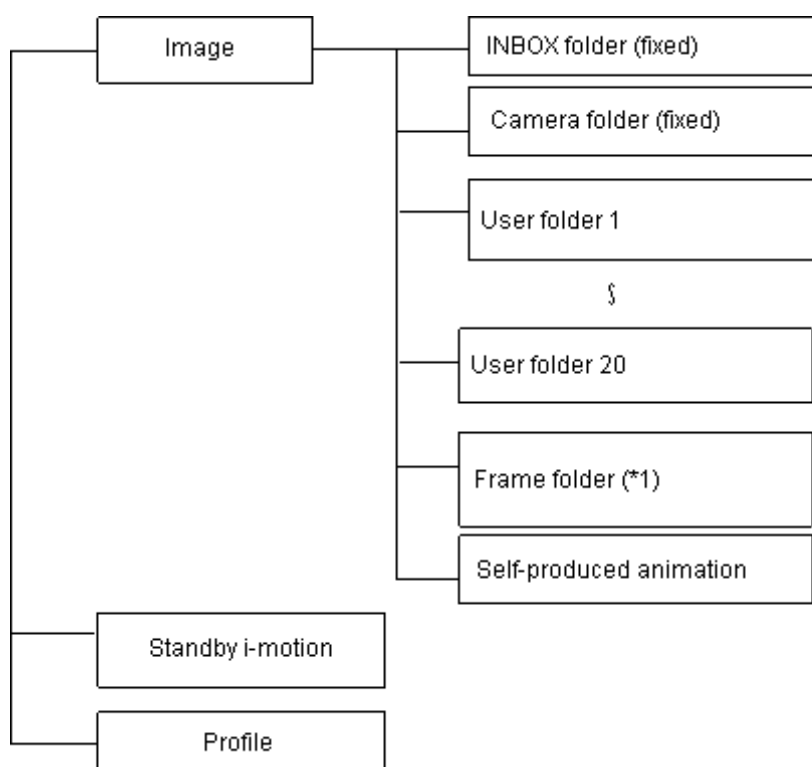 Image
INBOX folder (fixed)
Camera folder (fixed)
User folder 1
User folder 20
Frame folder (*1)
Self-produced animation
Standby i-motion
Profile